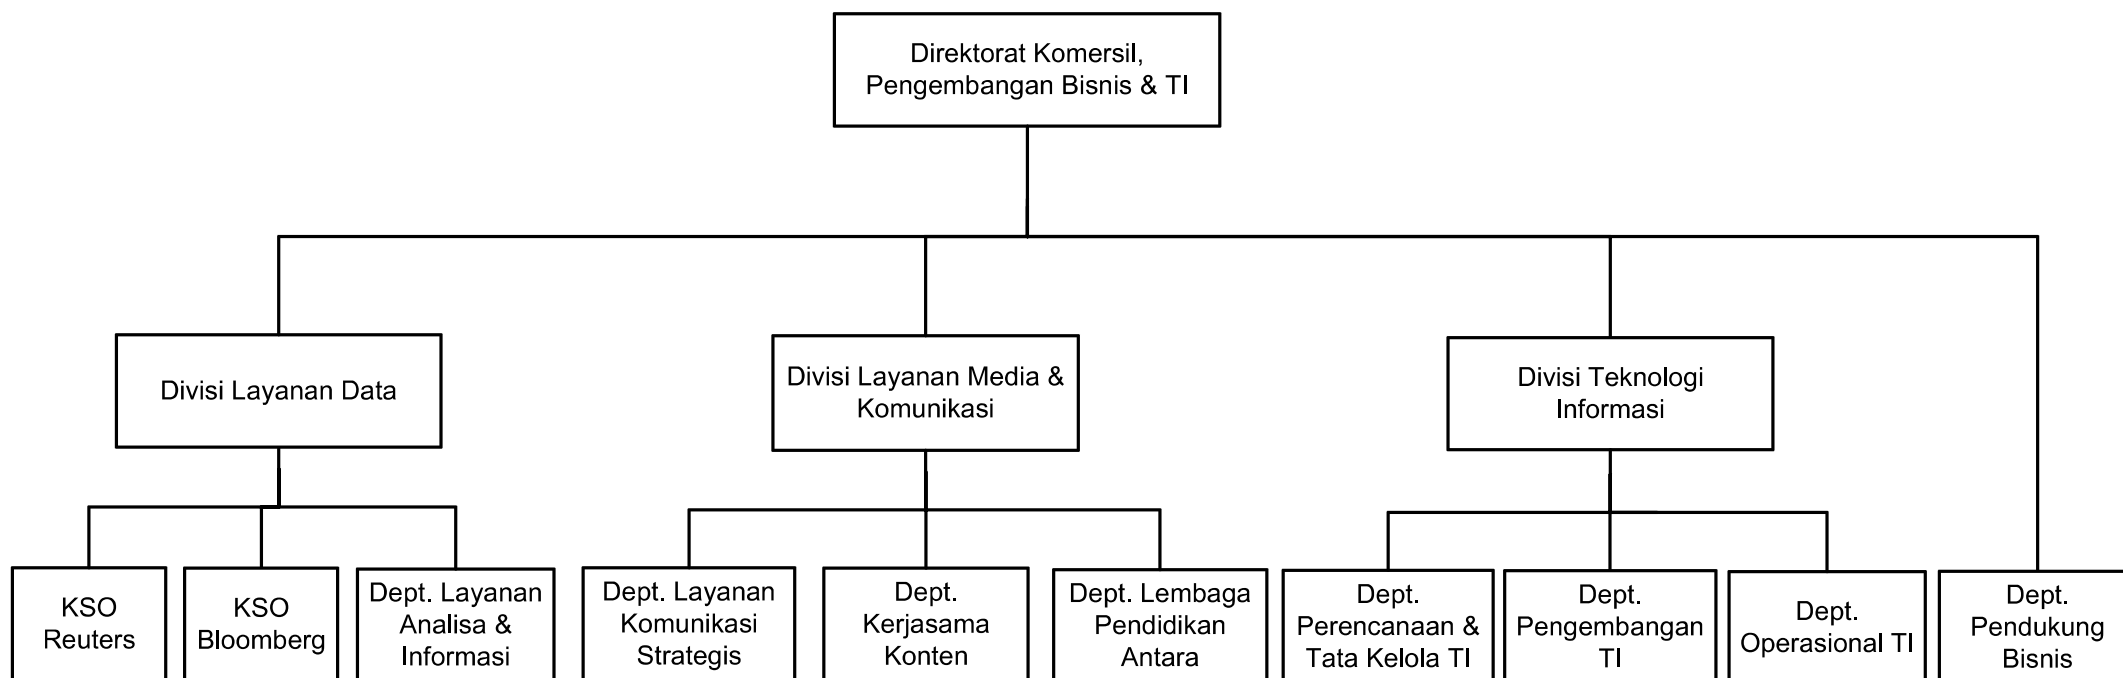 Direktorat Komersil,
Pengembangan Bisnis & TI
Divisi Layanan Data
Divisi Layanan Media &
Komunikasi
Divisi Teknologi
Informasi
KSO
Reuters
KSO
Bloomberg
Dept. Layanan
Analisa &
Informasi
Dept. Layanan
Komunikasi
Strategis
Dept.
Kerjasama
Konten
Dept. Lembaga
Pendidikan
Antara
Dept.
Perencanaan &
Tata Kelola TI
Dept.
Pengembangan
TI
Dept.
Operasional TI
Dept.
Pendukung
Bisnis